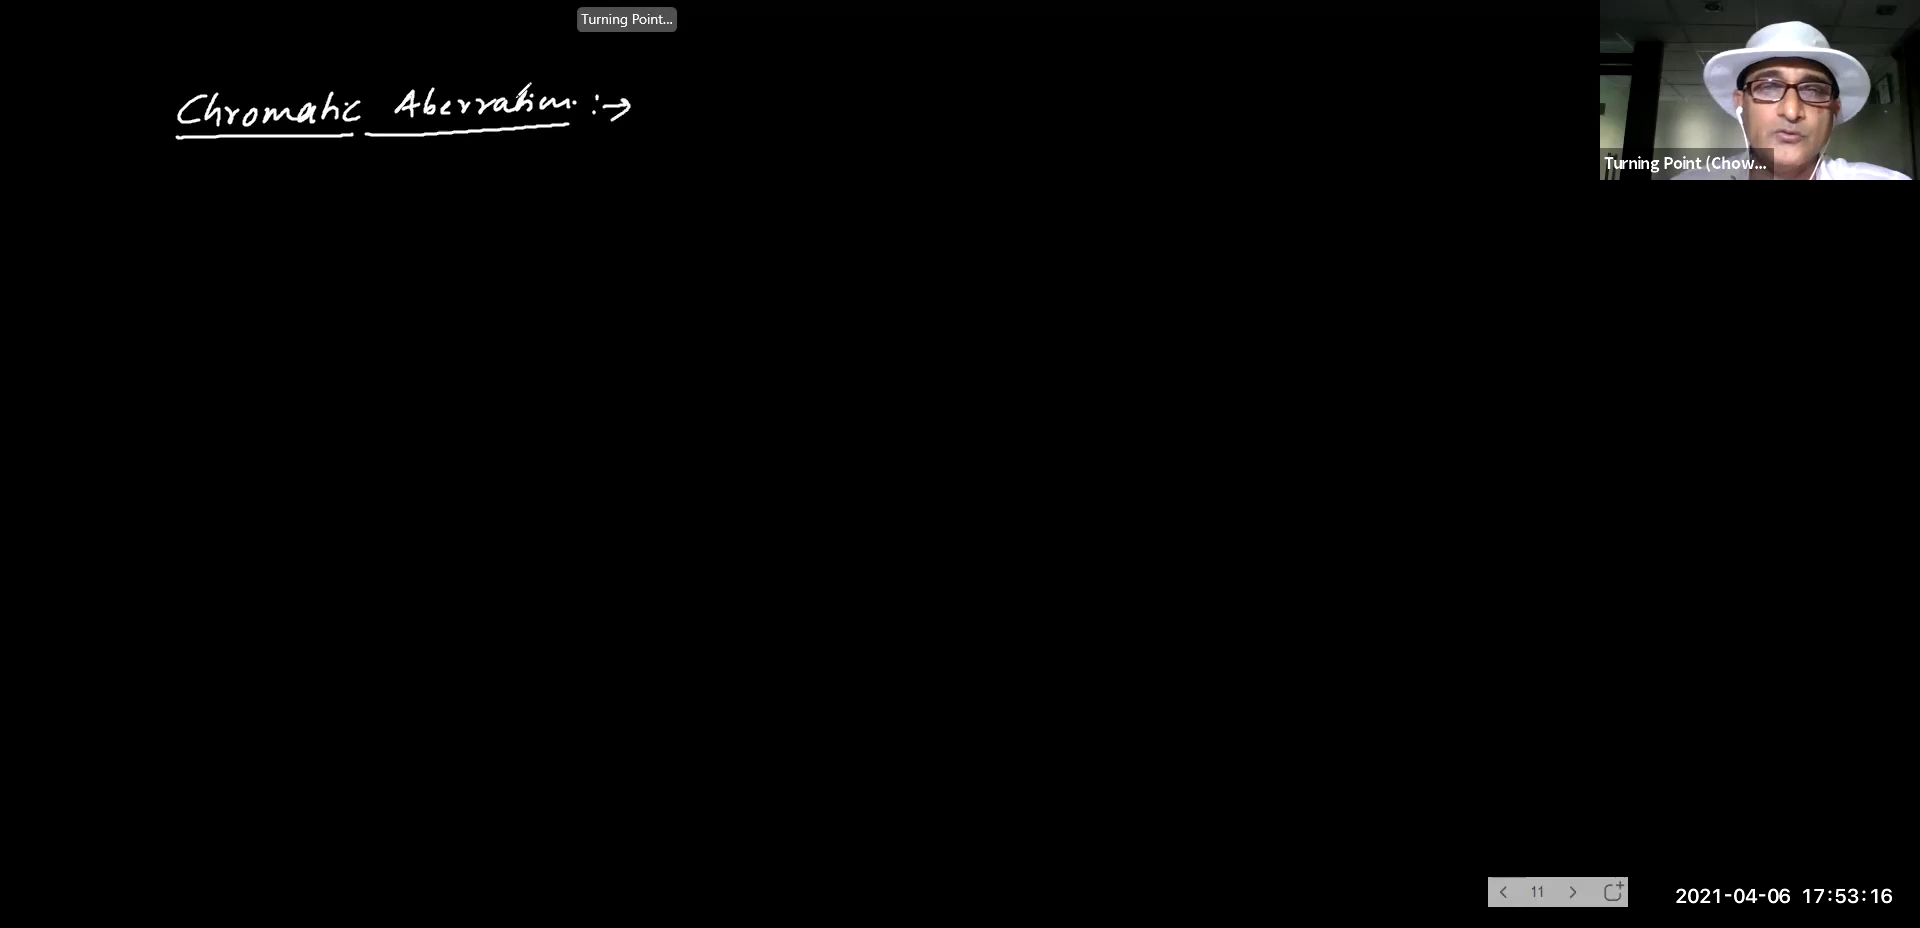 Turning Point...
Chromatic Aberration. :→
Turning Point (Chow...
11
2021-04-06 17:53:16